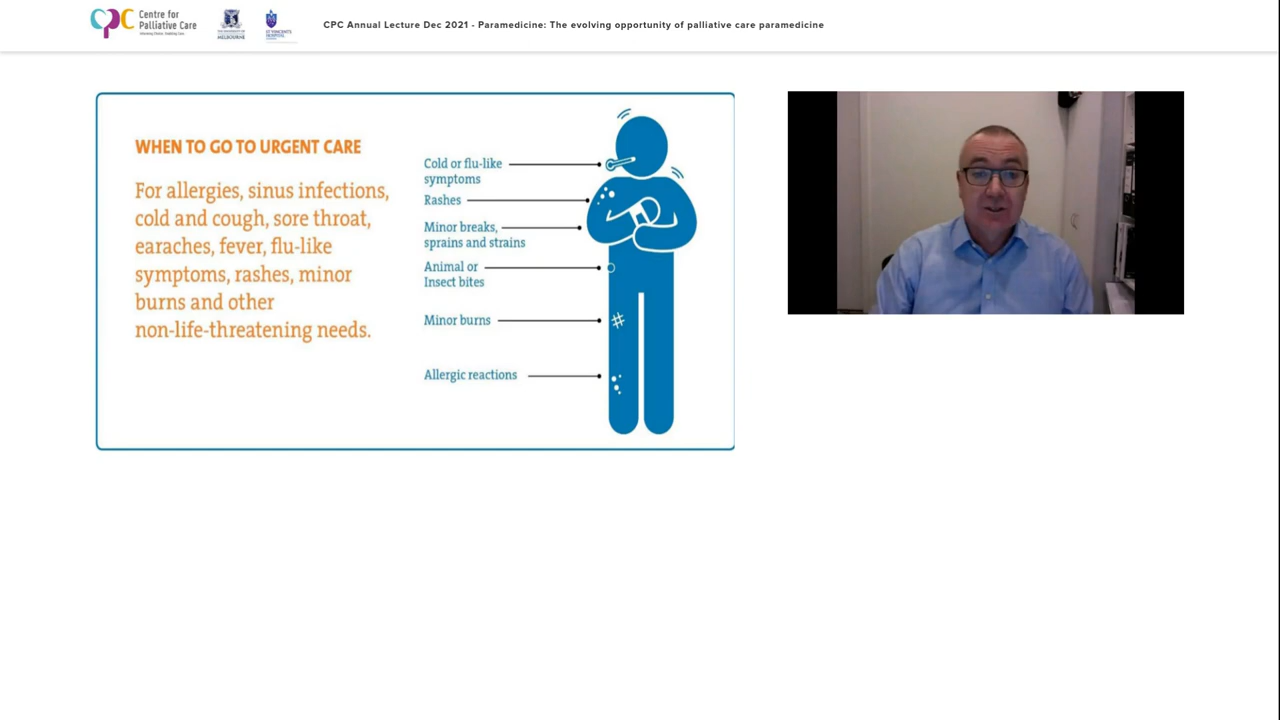 Centre for
Palliative Care
CPC Annual Lecture Dec 2021 - Paramedicine: The evolving opportunity of palliative care paramedicine
MELBOURNE
WHEN TO GO TO URGENT CARE
For allergies, sinus infections,
cold and cough, sore throat,
earaches, fever, flu-like
symptoms, rashes, minor
burns and other
non-life-threatening needs.
Cold or flu-like
symptoms
Rashes
Minor breaks,
sprains and strains
Animal or
Insect bites
Minor burns
Allergic reactions